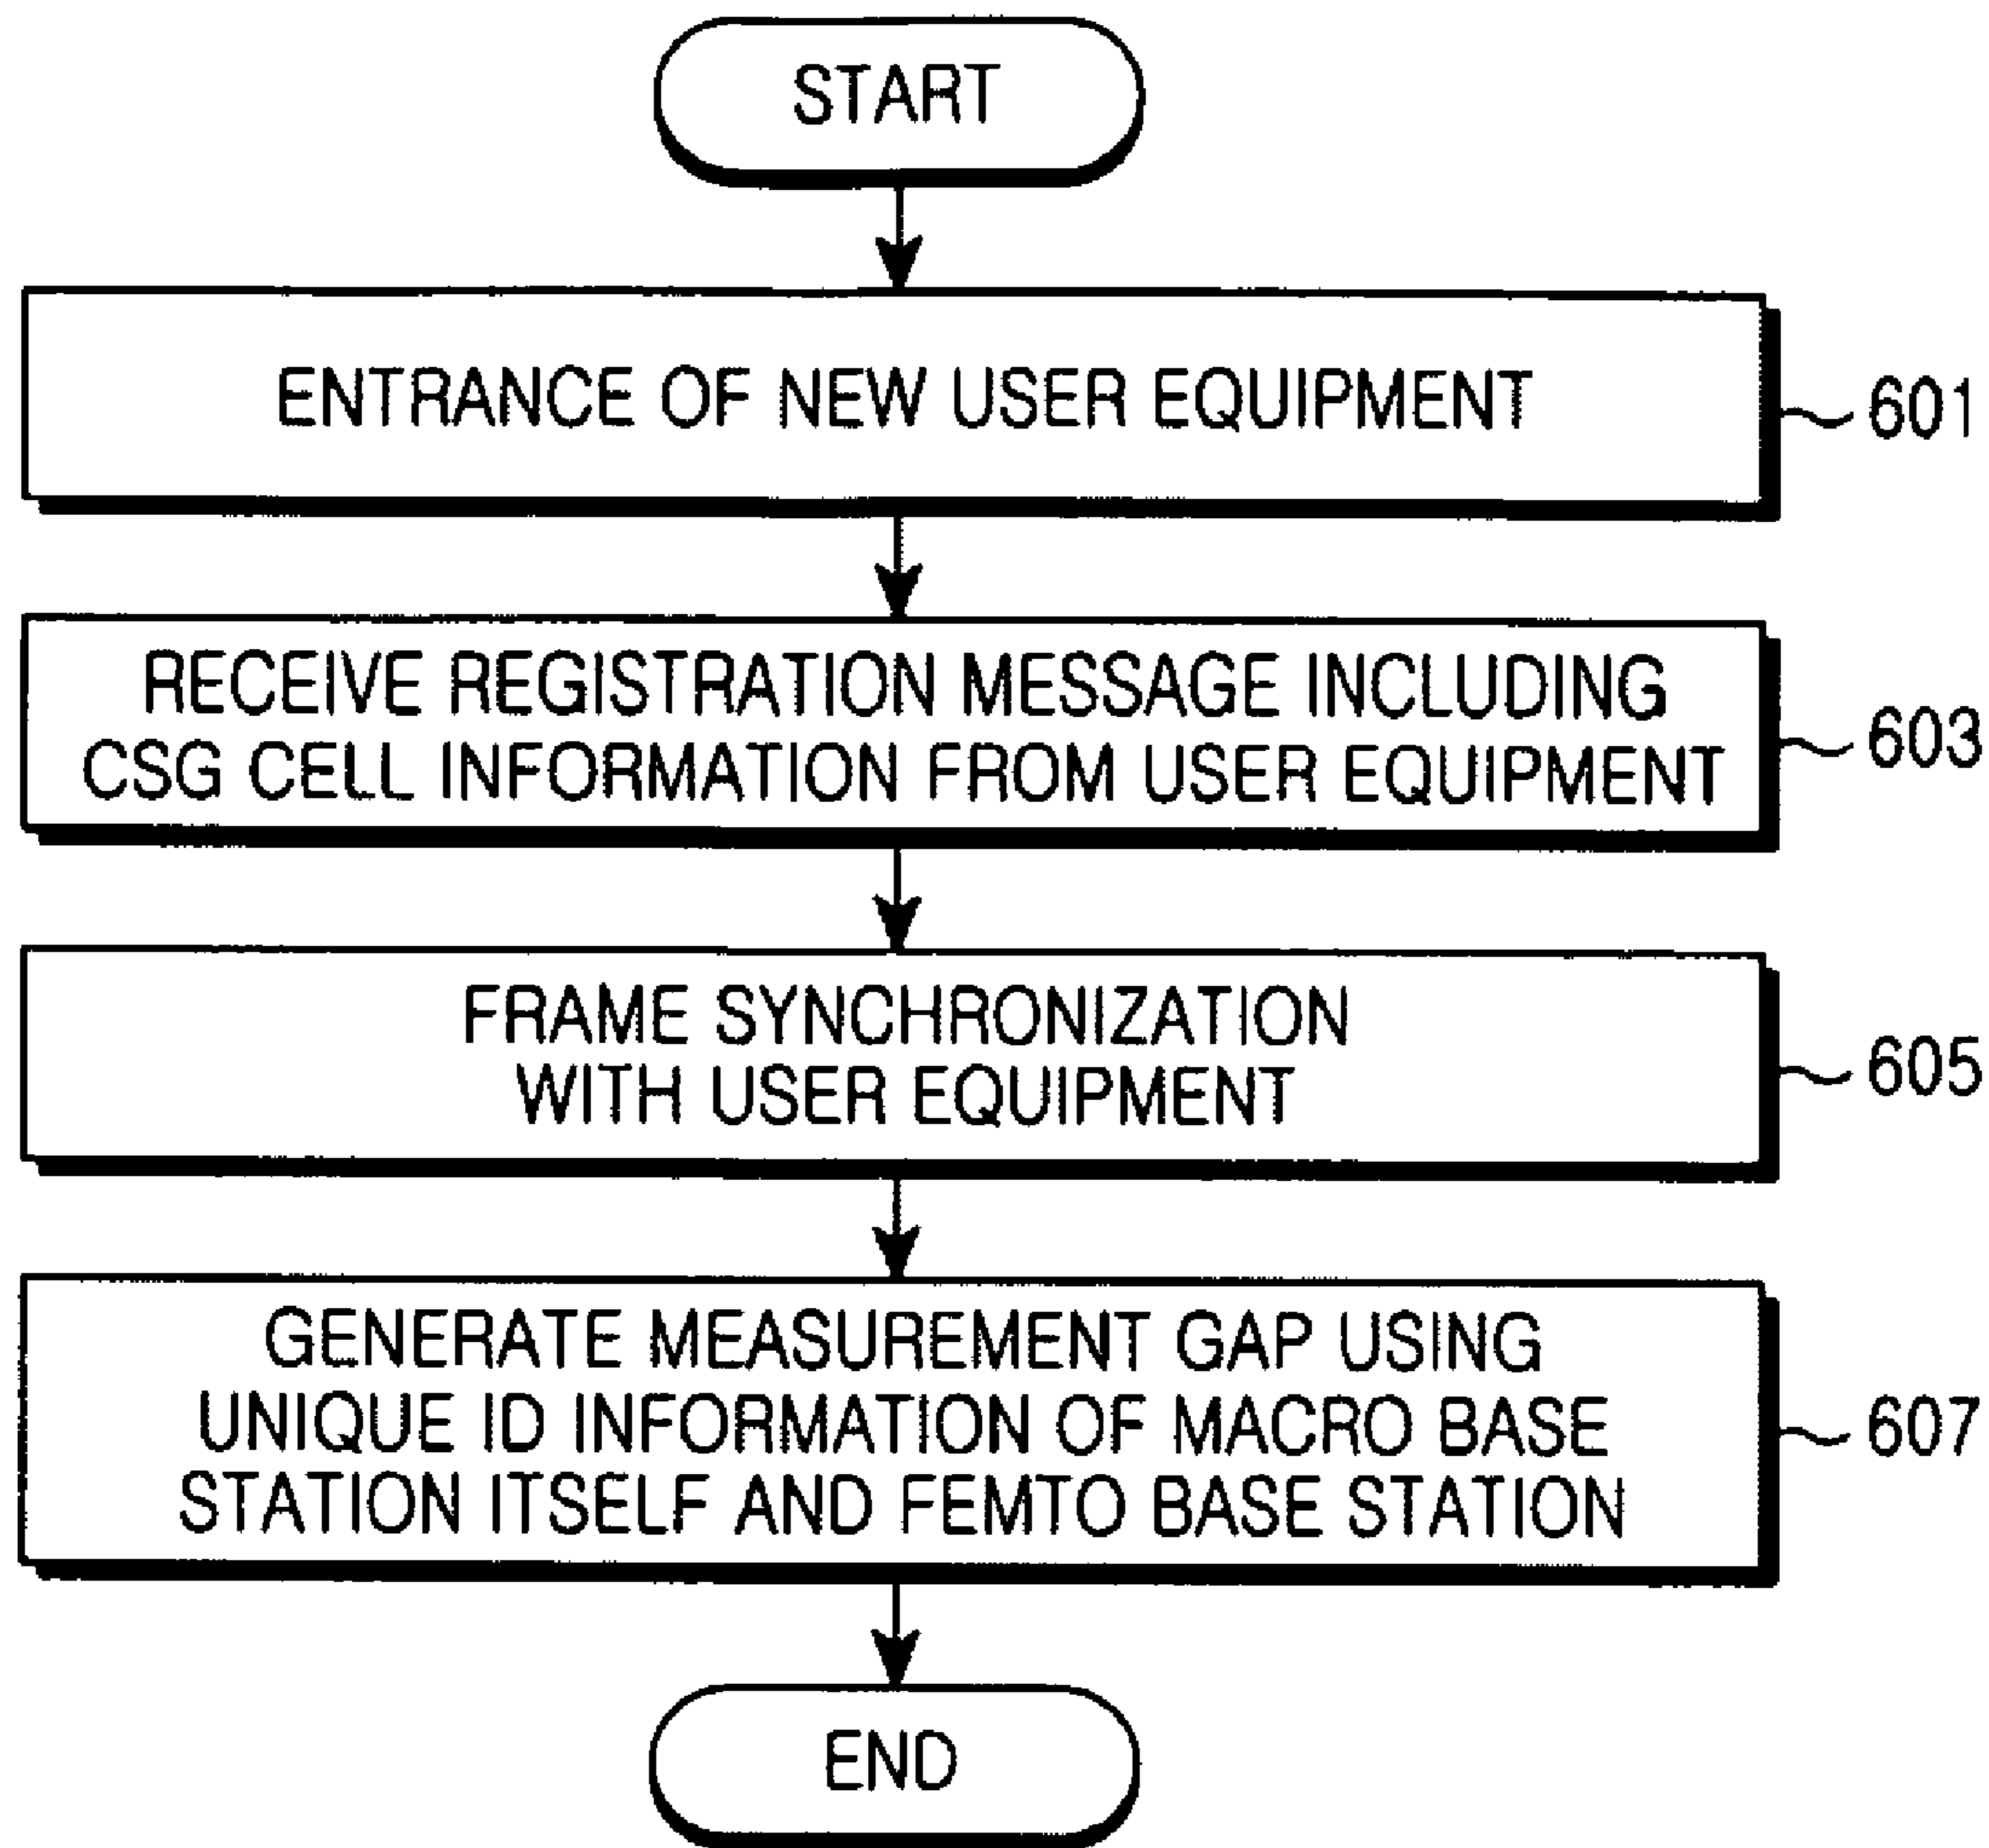 START
ENTRANCE OF NEW USER EQUIPMENT
601
RECEIVE REGISTRATION MESSAGE INCLUDING
CSG CELL INFORMATION FROM USER EQUIPMENT
603
FRAME SYNCHRONIZATION
WITH USER EQUIPMENT
605
GENERATE MEASUREMENT GAP USING
UNIQUE ID INFORMATION OF MACRO BASE
STATION ITSELF AND FEMTO BASE STATION
607
END